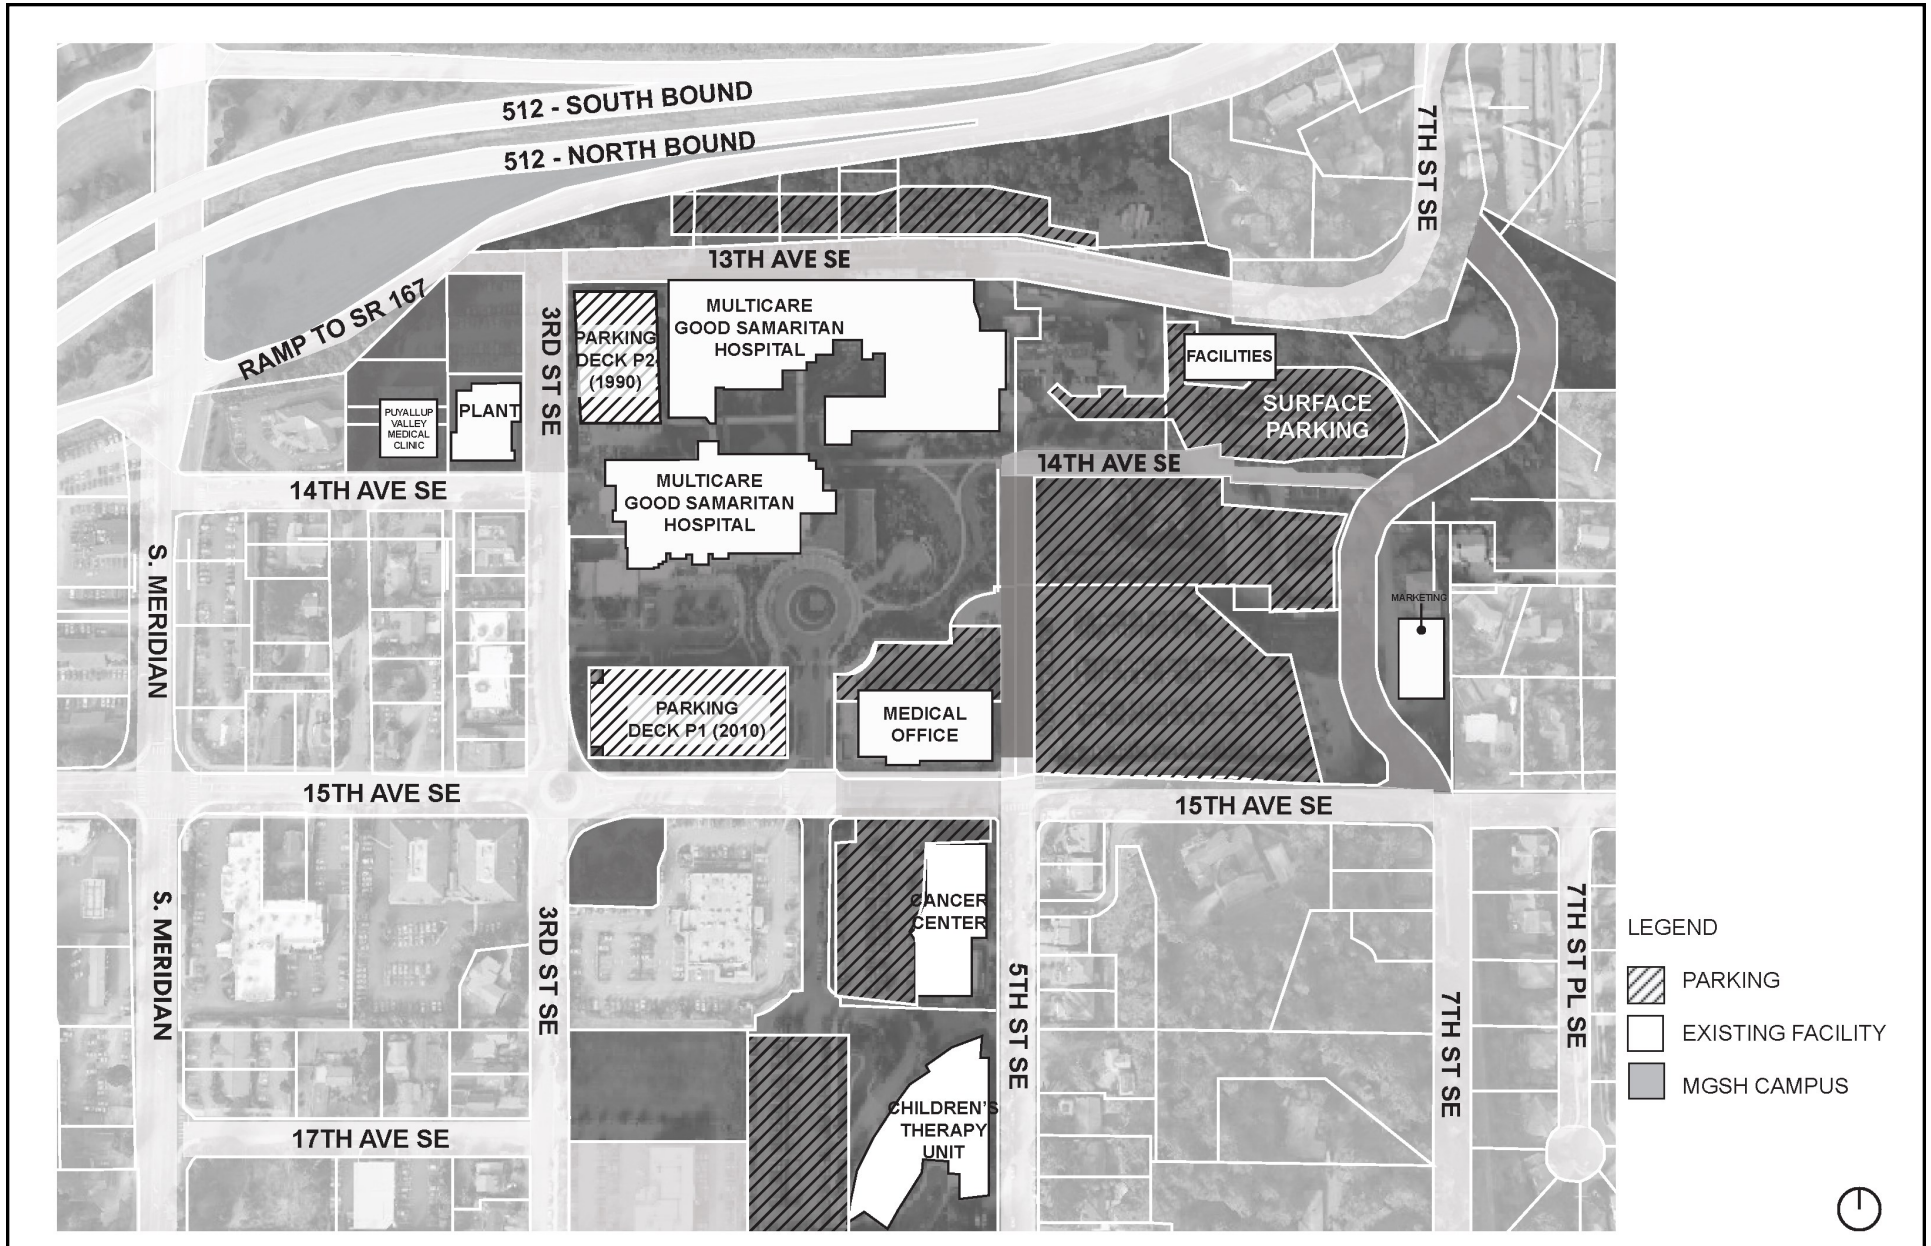 512 - SOUTH BOUND
512 - NORTH BOUND
7TH ST SE
13TH AVE SE
RAMP TO SR 167
3RD ST SE
PARKING
DECK P2
(1990)
MULTICARE
GOOD SAMARITAN
HOSPITAL
FACILITIES
SURFACE
PARKING
PUYALLUP
VALLEY
MEDICAL
CLINIC
PLANT
14TH AVE SE
14TH AVE SE
MULTICARE
GOOD SAMARITAN
HOSPITAL
S. MERIDIAN
MARKETING
PARKING
DECK P1 (2010)
MEDICAL
OFFICE
15TH AVE SE
15TH AVE SE
S. MERIDIAN
3RD ST SE
CANCER
CENTER
5TH ST SE
7TH ST SE
7TH ST PL SE
CHILDREN'S
THERAPY
UNIT
17TH AVE SE
LEGEND
PARKING
EXISTING FACILITY
MGSH CAMPUS